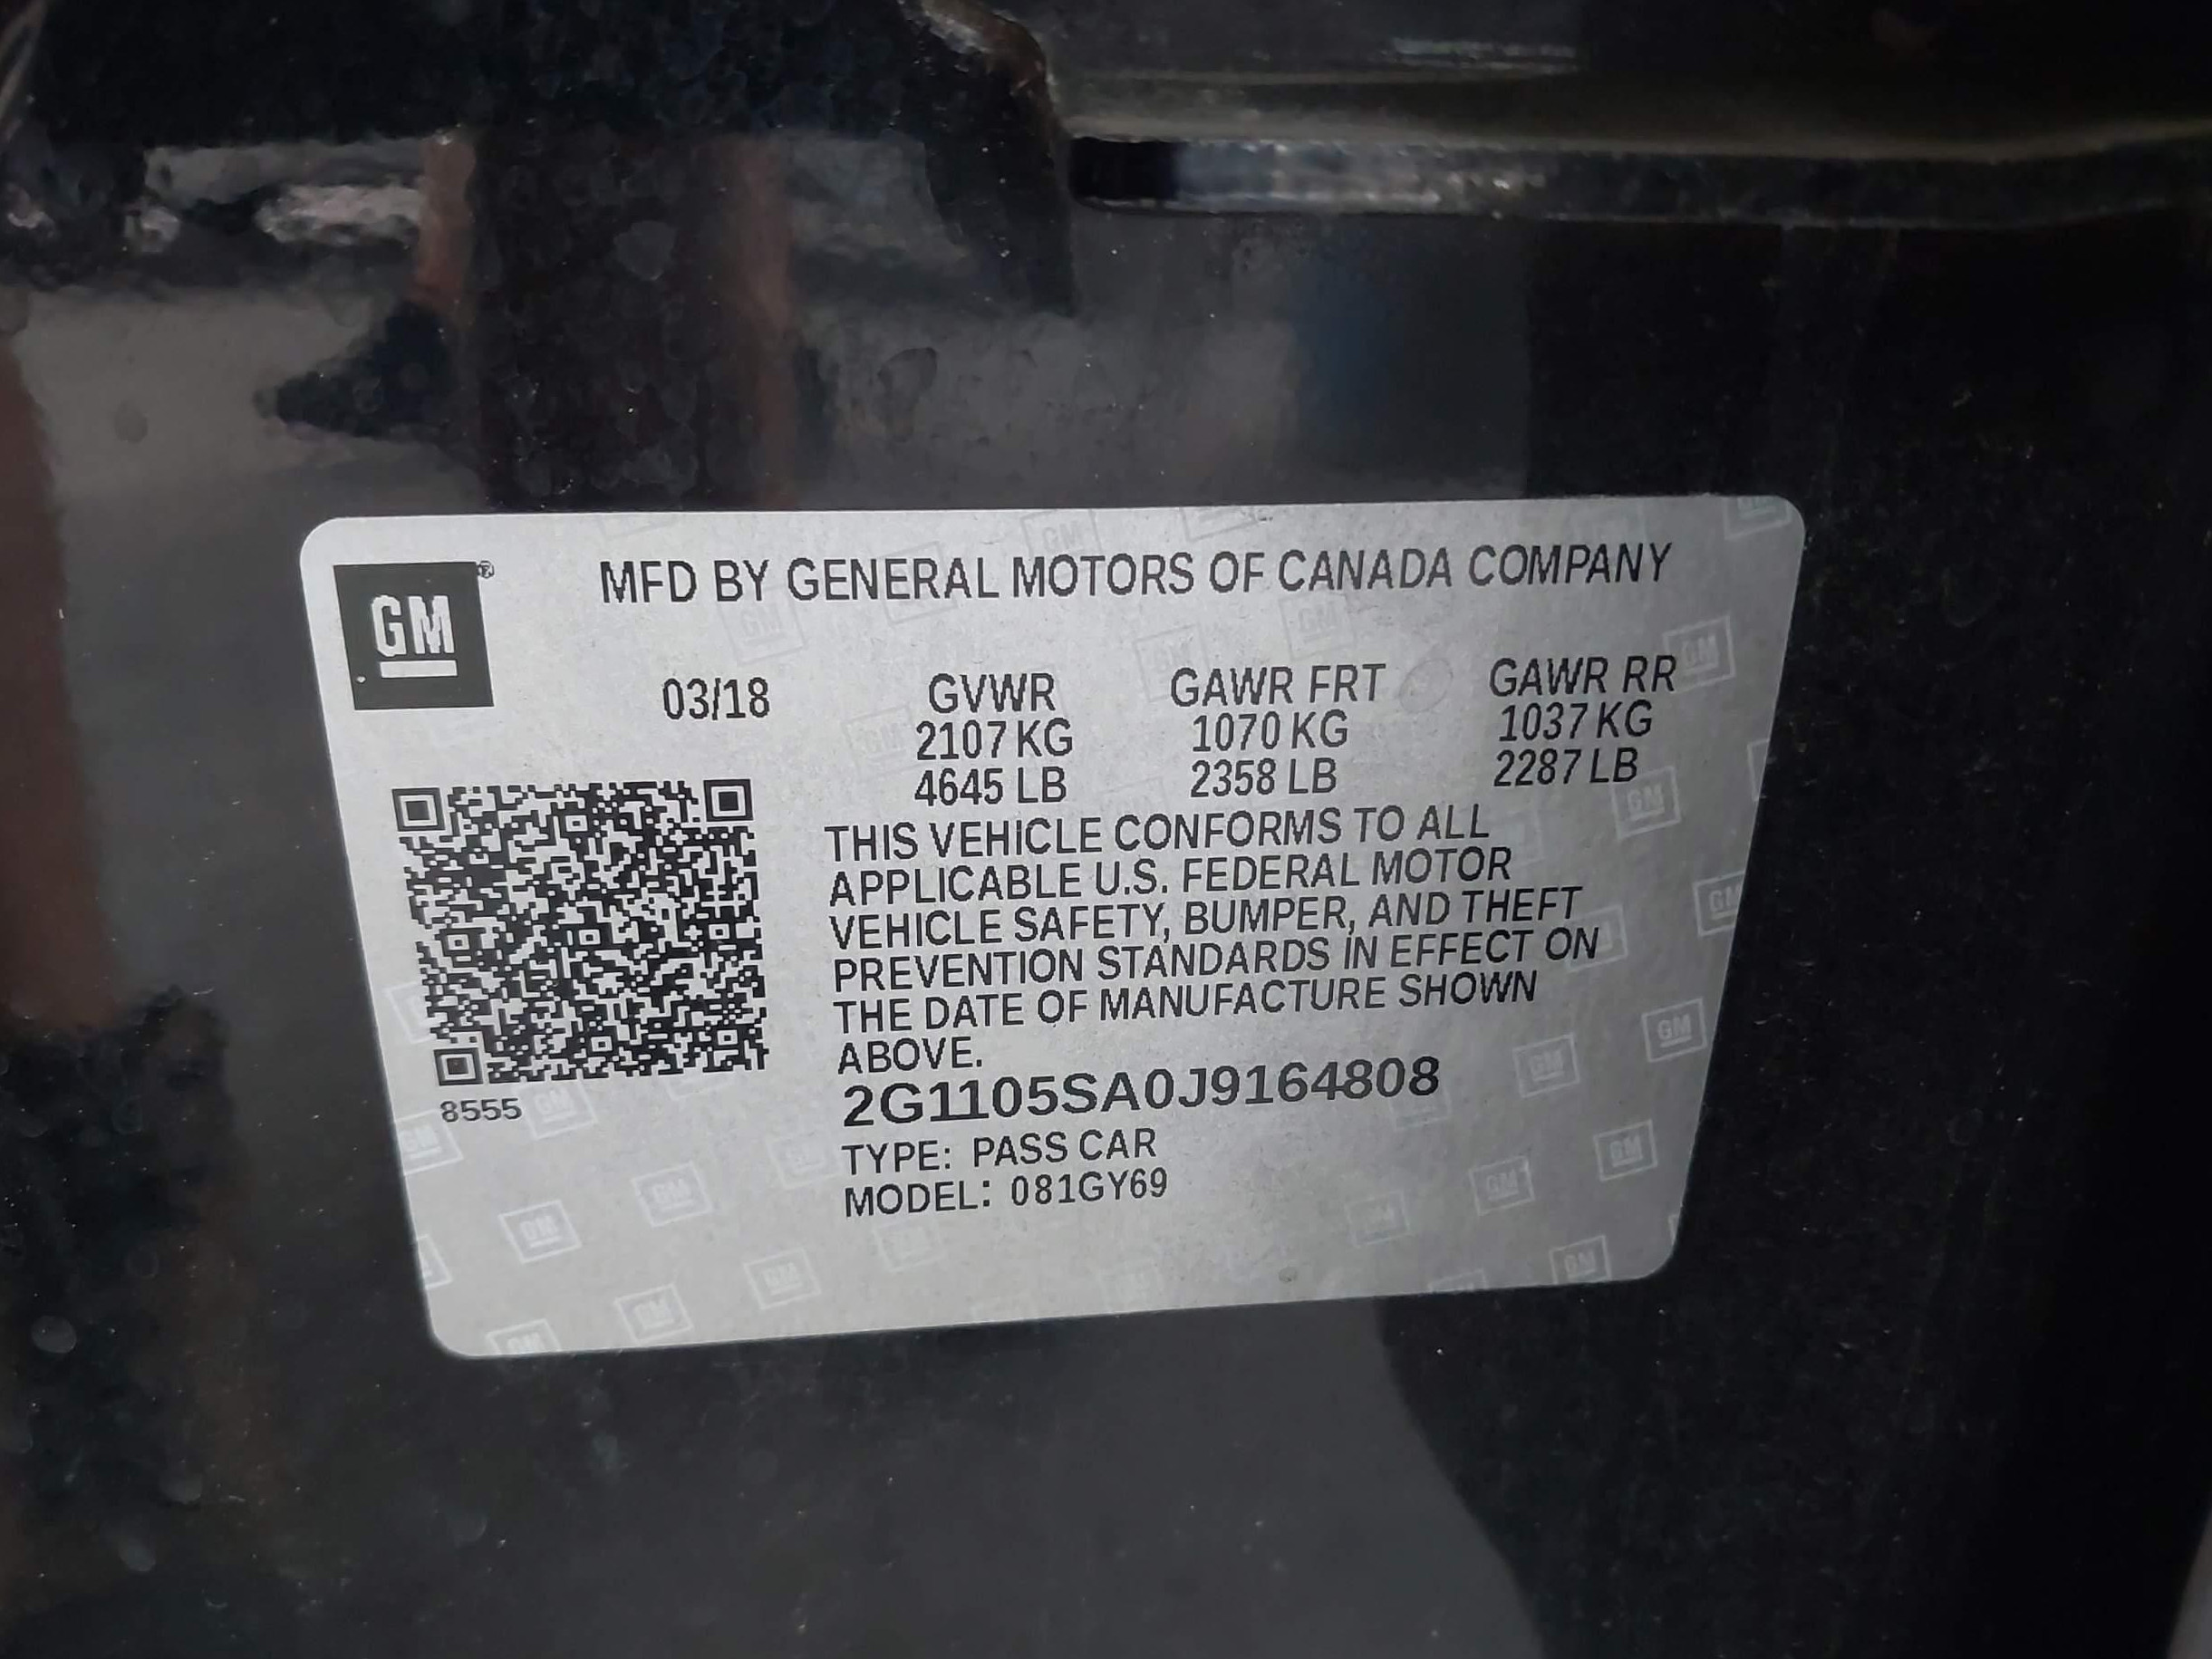 GM®
MFD BY GENERAL MOTORS OF CANADA COMPANY
03/18 GVWR GAWR FRT GAWR RR
2107 KG 1070 KG 1037 KG
4645 LB 2358 LB 2287 LB
THIS VEHICLE CONFORMS TO ALL
APPLICABLE U.S. FEDERAL MOTOR
VEHICLE SAFETY, BUMPER, AND THEFT
PREVENTION STANDARDS IN EFFECT ON
THE DATE OF MANUFACTURE SHOWN
ABOVE.
8555
2G1105SA0J9164808
TYPE: PASS CAR
MODEL: 081GY69